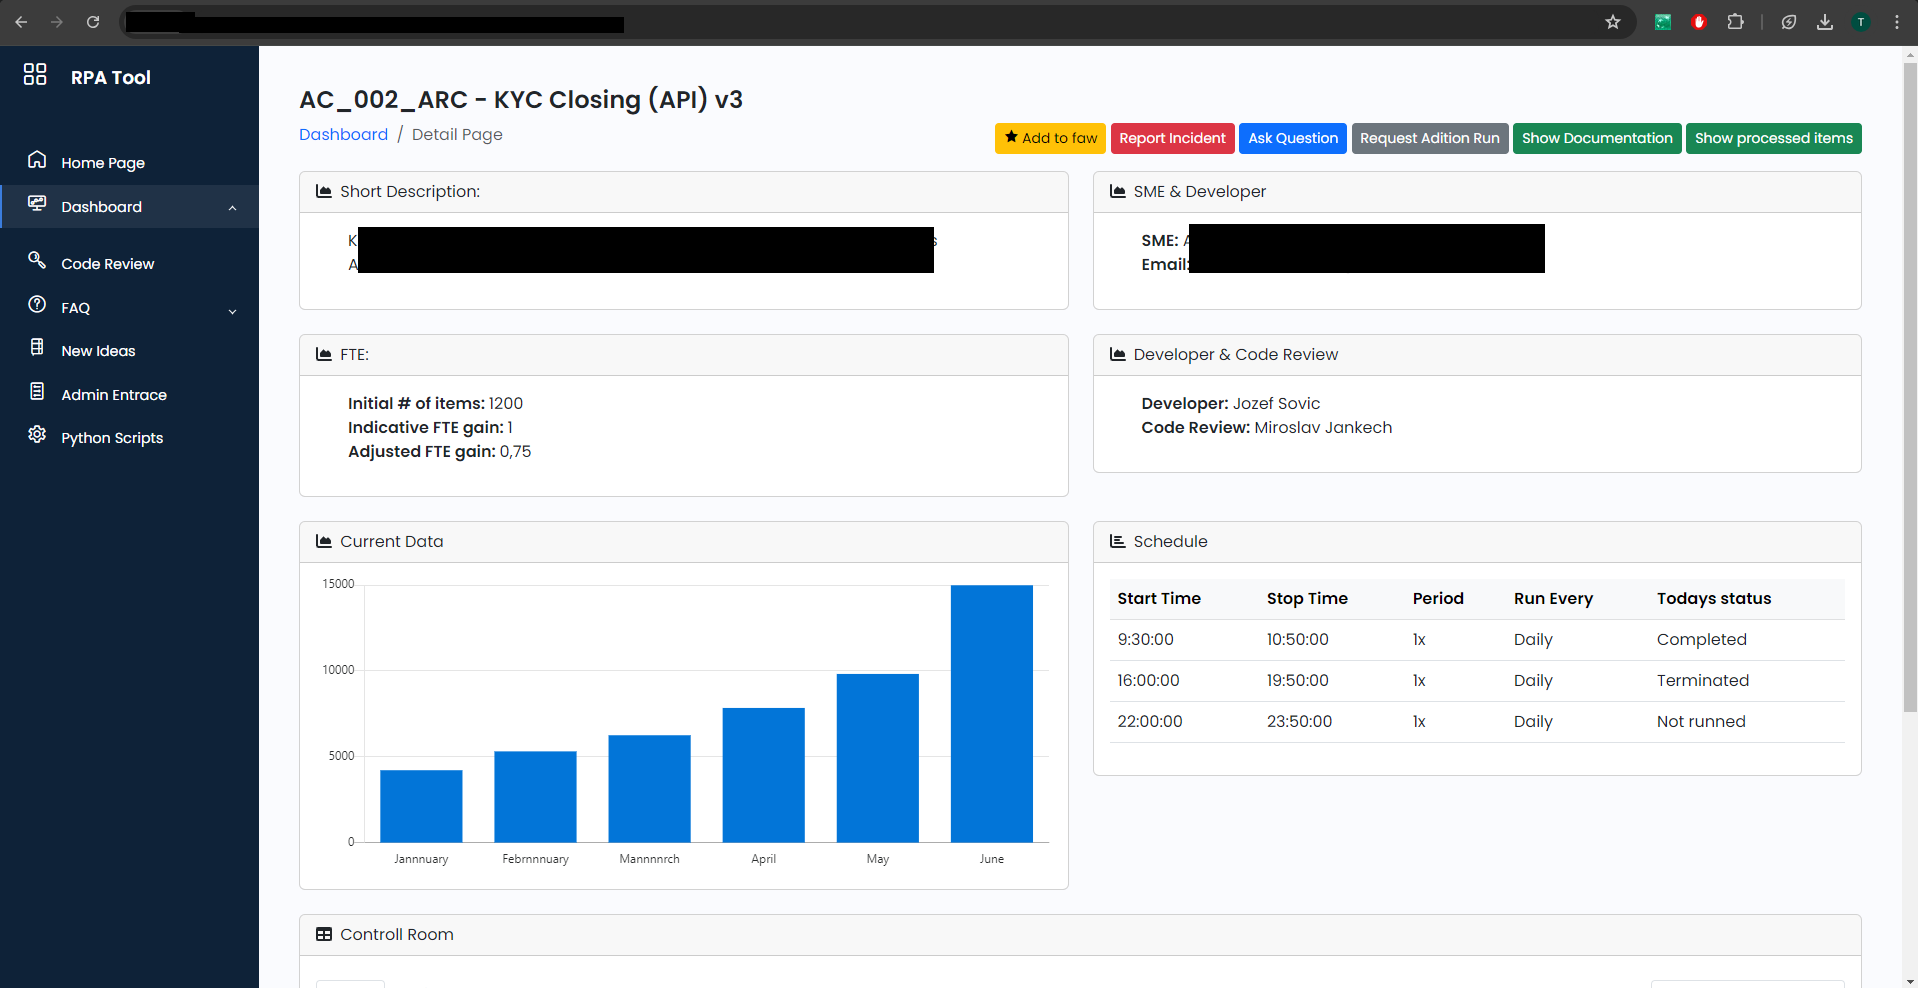 RPA Tool
Home Page
Dashboard
Code Review
FAQ
New Ideas
Admin Entrace
Python Scripts
T
AC_002_ARC - KYC Closing (API) v3
Dashboard / Detail Page
Add to faw
Report Incident
Ask Question
Request Adition Run
Show Documentation
Show processed items
Short Description:
K
A
SME & Developer
SME:
Email:
FTE:
Initial # of items: 1200
Indicative FTE gain: 1
Adjusted FTE gain: 0,75
Developer & Code Review
Developer: Jozef Sovic
Code Review: Miroslav Jankech
Current Data
15000
10000
5000
0
Jannnuary Febrnnnuary Mannnnrch April May June
Schedule
Start Time Stop Time Period Run Every Todays status
9:30:00 10:50:00 1x Daily Completed
16:00:00 19:50:00 1x Daily Terminated
22:00:00 23:50:00 1x Daily Not runned
Controll Room